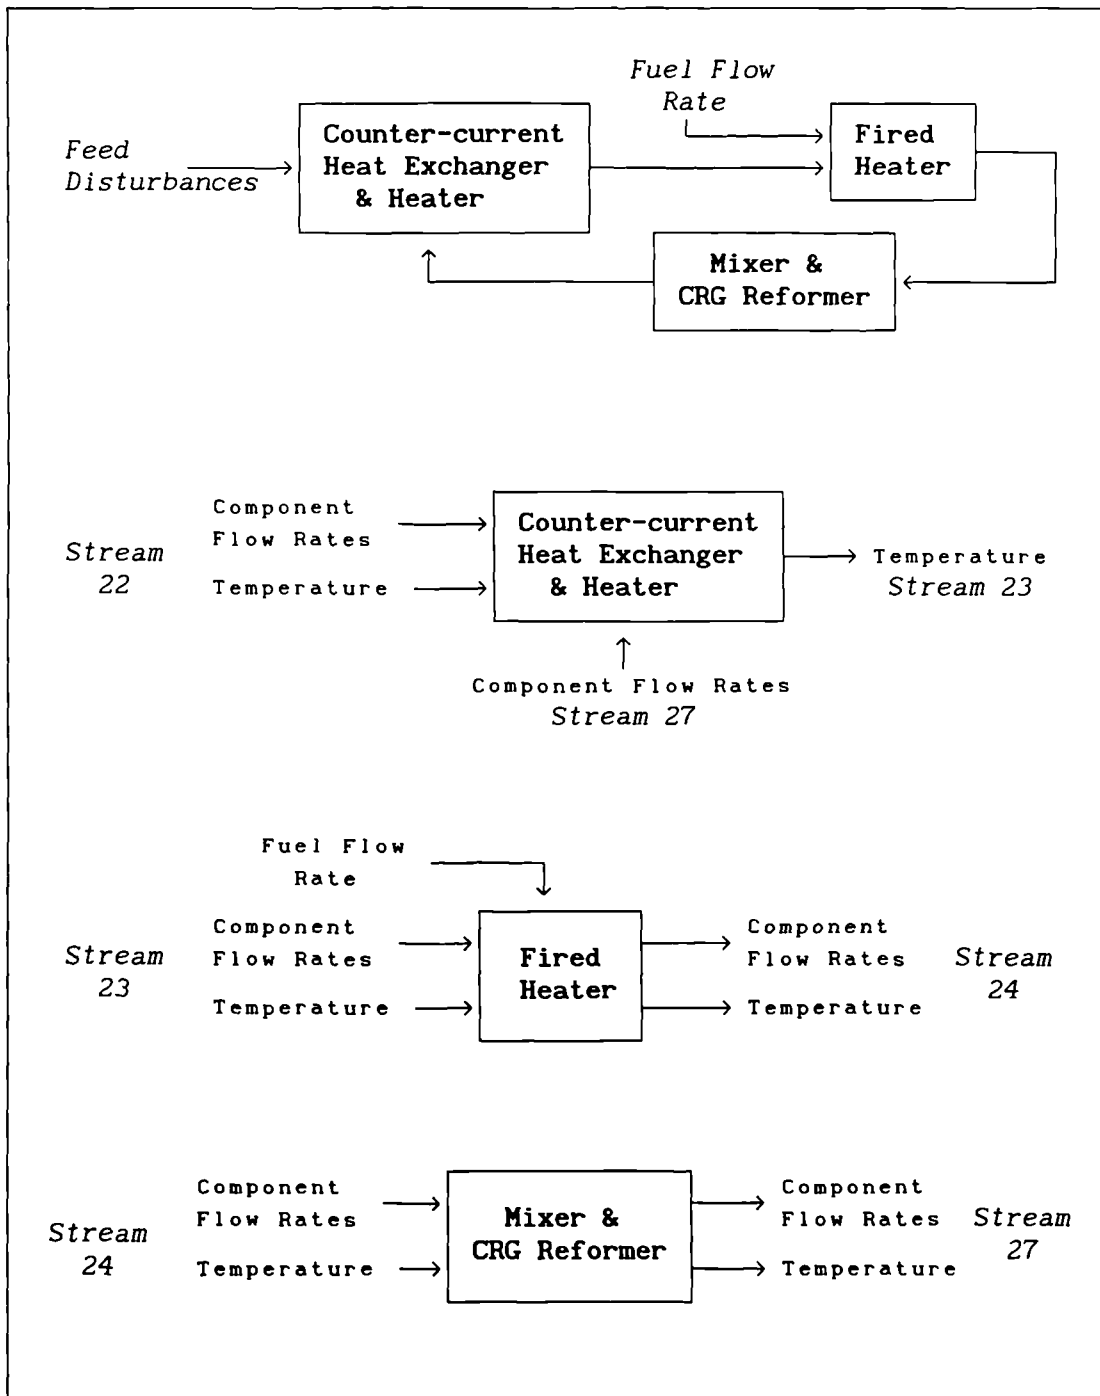 Fuel Flow
Rate
Feed
Disturbances
Counter-current
Heat Exchanger
& Heater
Fired
Heater
Mixer &
CRG Reformer
Stream
22
Component
Flow Rates
Temperature
Counter-current
Heat Exchanger
& Heater
Temperature
Stream 23
Component Flow Rates
Stream 27
Fuel Flow
Rate
Stream
23
Component
Flow Rates
Temperature
Fired
Heater
Component
Flow Rates
Temperature
Stream
24
Stream
24
Component
Flow Rates
Temperature
Mixer &
CRG Reformer
Component
Flow Rates
Temperature
Stream
27